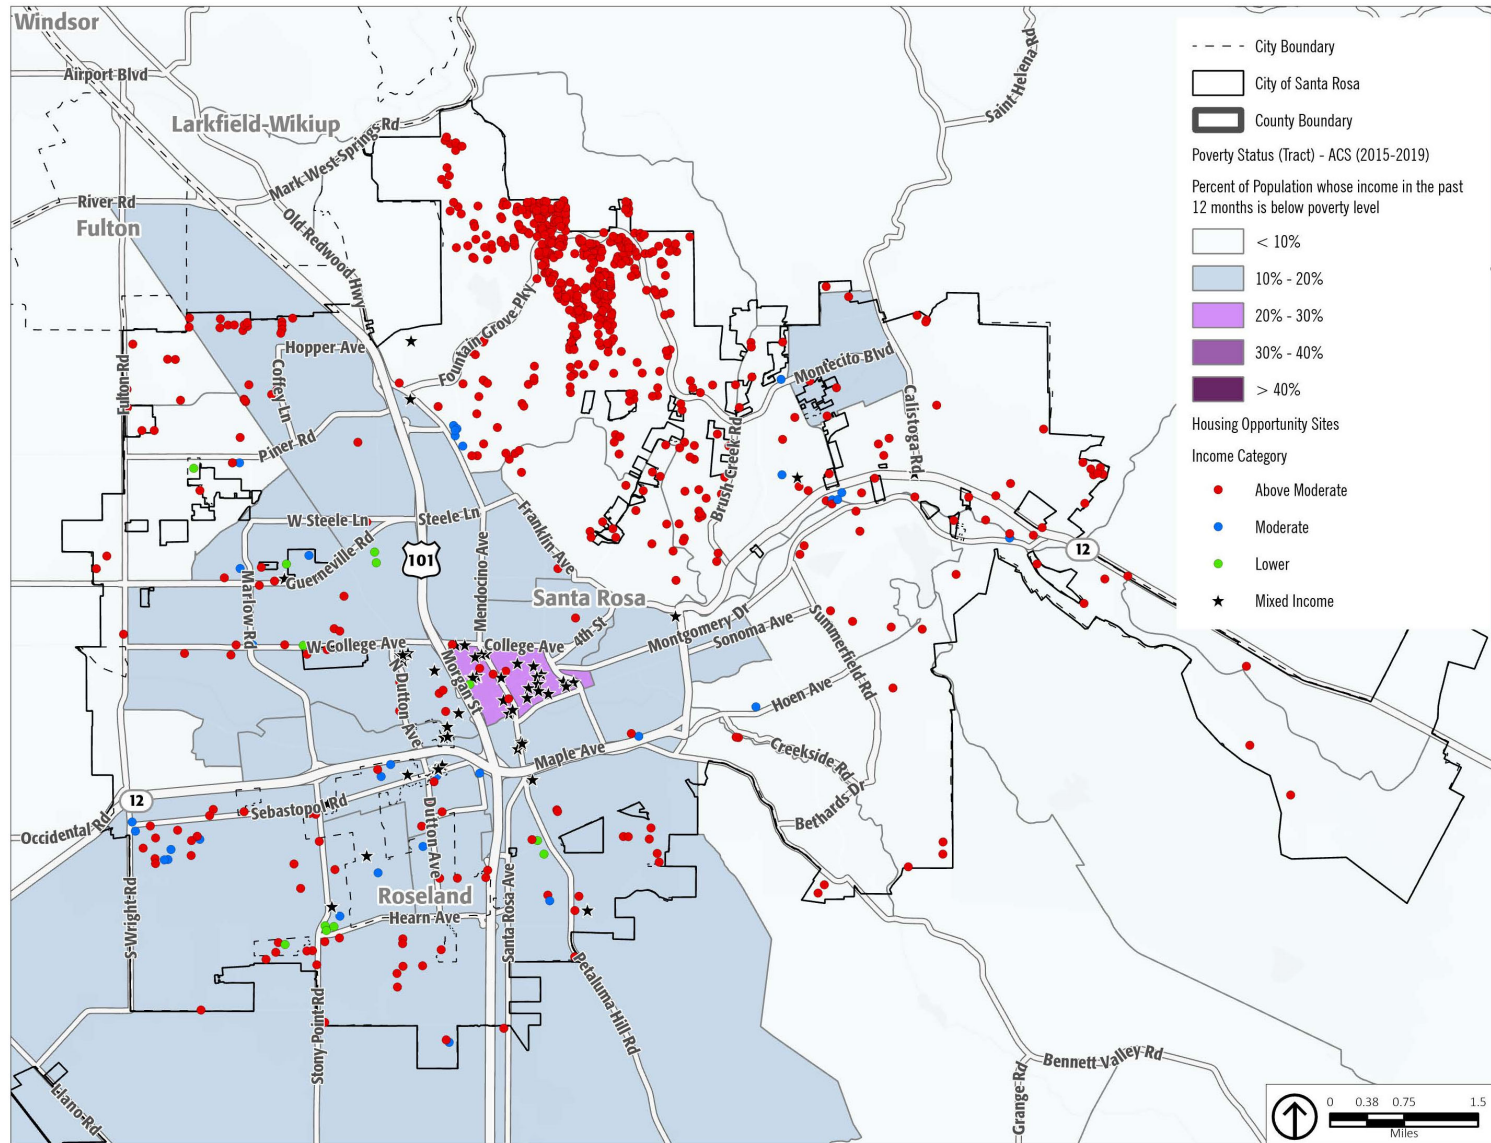 Windsor
Airport Blvd
Larkfield-Wikiup
Mark West Springs Rd
Saint Helena Rd
River Rd
Fulton
Old Redwood Hwy
Fountain Grove Pky
Hopper Ave
Coffey Ln
Fulton Rd
Piner Rd
Montecito Blvd
Calistoga Rd
Brush Creek Rd
W Steele Ln
Steele Ln
Franklin Ave
Guerneville Rd
101
Mendocino Ave
Marlow Rd
Santa Rosa
12
W College Ave
College Ave
4th St
Montgomery Dr
Sonoma Ave
Summerfield Rd
Morgan St
N Dutton Ave
Hoen Ave
Maple Ave
Creekside Rd
Bethards Dr
12
Occidental Rd
Sebastopol Rd
Dutton Ave
Roseland
Hearn Ave
Santa Rosa Ave
S Wright Rd
Stony Point Rd
Petaluma Hill Rd
Llano Rd
Bennett Valley Rd
Grange Rd
City Boundary
City of Santa Rosa
County Boundary
Poverty Status (Tract) - ACS (2015-2019)
Percent of Population whose income in the past
12 months is below poverty level
< 10%
10% - 20%
20% - 30%
30% - 40%
> 40%
Housing Opportunity Sites
Income Category
Above Moderate
Moderate
Lower
Mixed Income
0 0.38 0.75 1.5
Miles